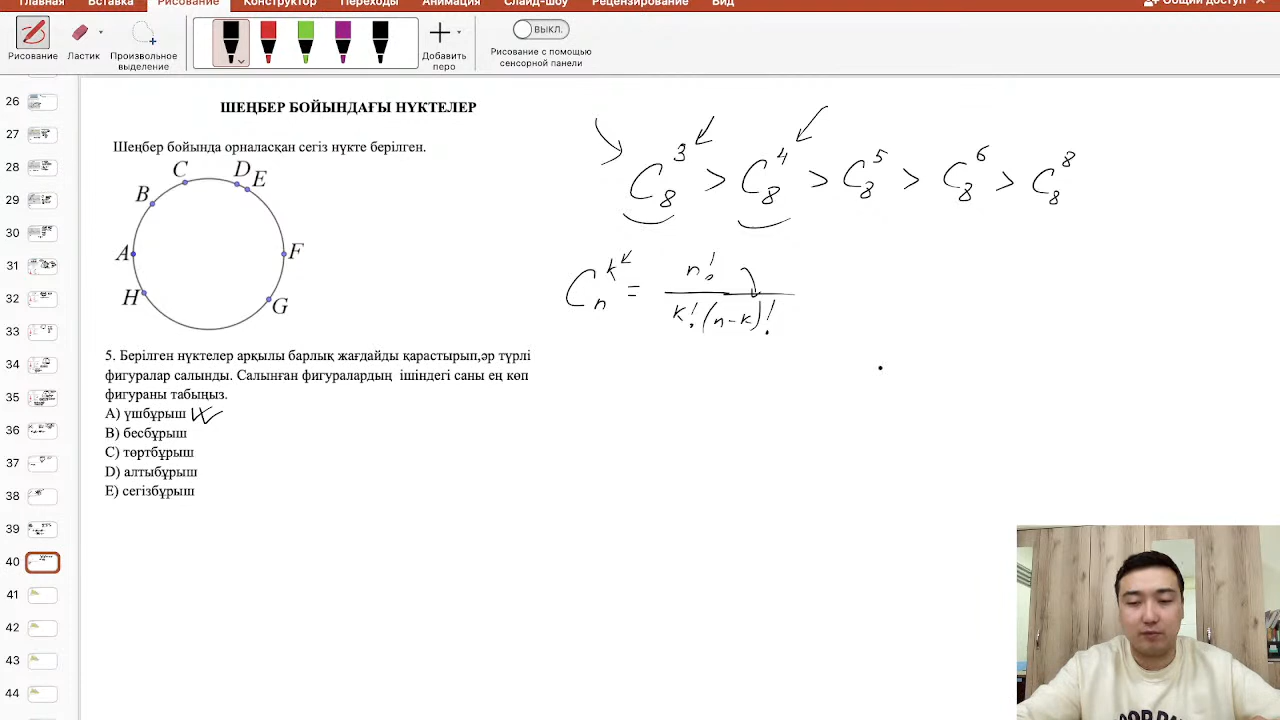 Главная Вставка Рисование Конструктор Переходы Анимация Слайд-шоу Рецензирование Вид Общий доступ
ВЫКЛ.
Рисование Ластик Произвольное выделение Добавить перо Рисование с помощью сенсорной панели
26
27
28
29
30
31
32
33
34
35
36
37
38
39
40
41
42
43
44
ШЕҢБЕР БОЙЫНДАҒЫ НҮКТЕЛЕР
Шеңбер бойында орналасқан сегіз нүкте берілген.
C D E
B
A F
H G
5. Берілген нүктелер арқылы барлық жағдайды қарастырып,әр түрлі
фигуралар салынды. Салынған фигуралардың ішіндегі саны ең көп
фигураны табыңыз.
A) үшбұрыш
B) бесбұрыш
C) төртбұрыш
D) алтыбұрыш
E) сегізбұрыш
C₈³ > C₈⁴ > C₈⁵ > C₈⁶ > C₈⁸
Cₙᵏ = n! / k!(n-k)!